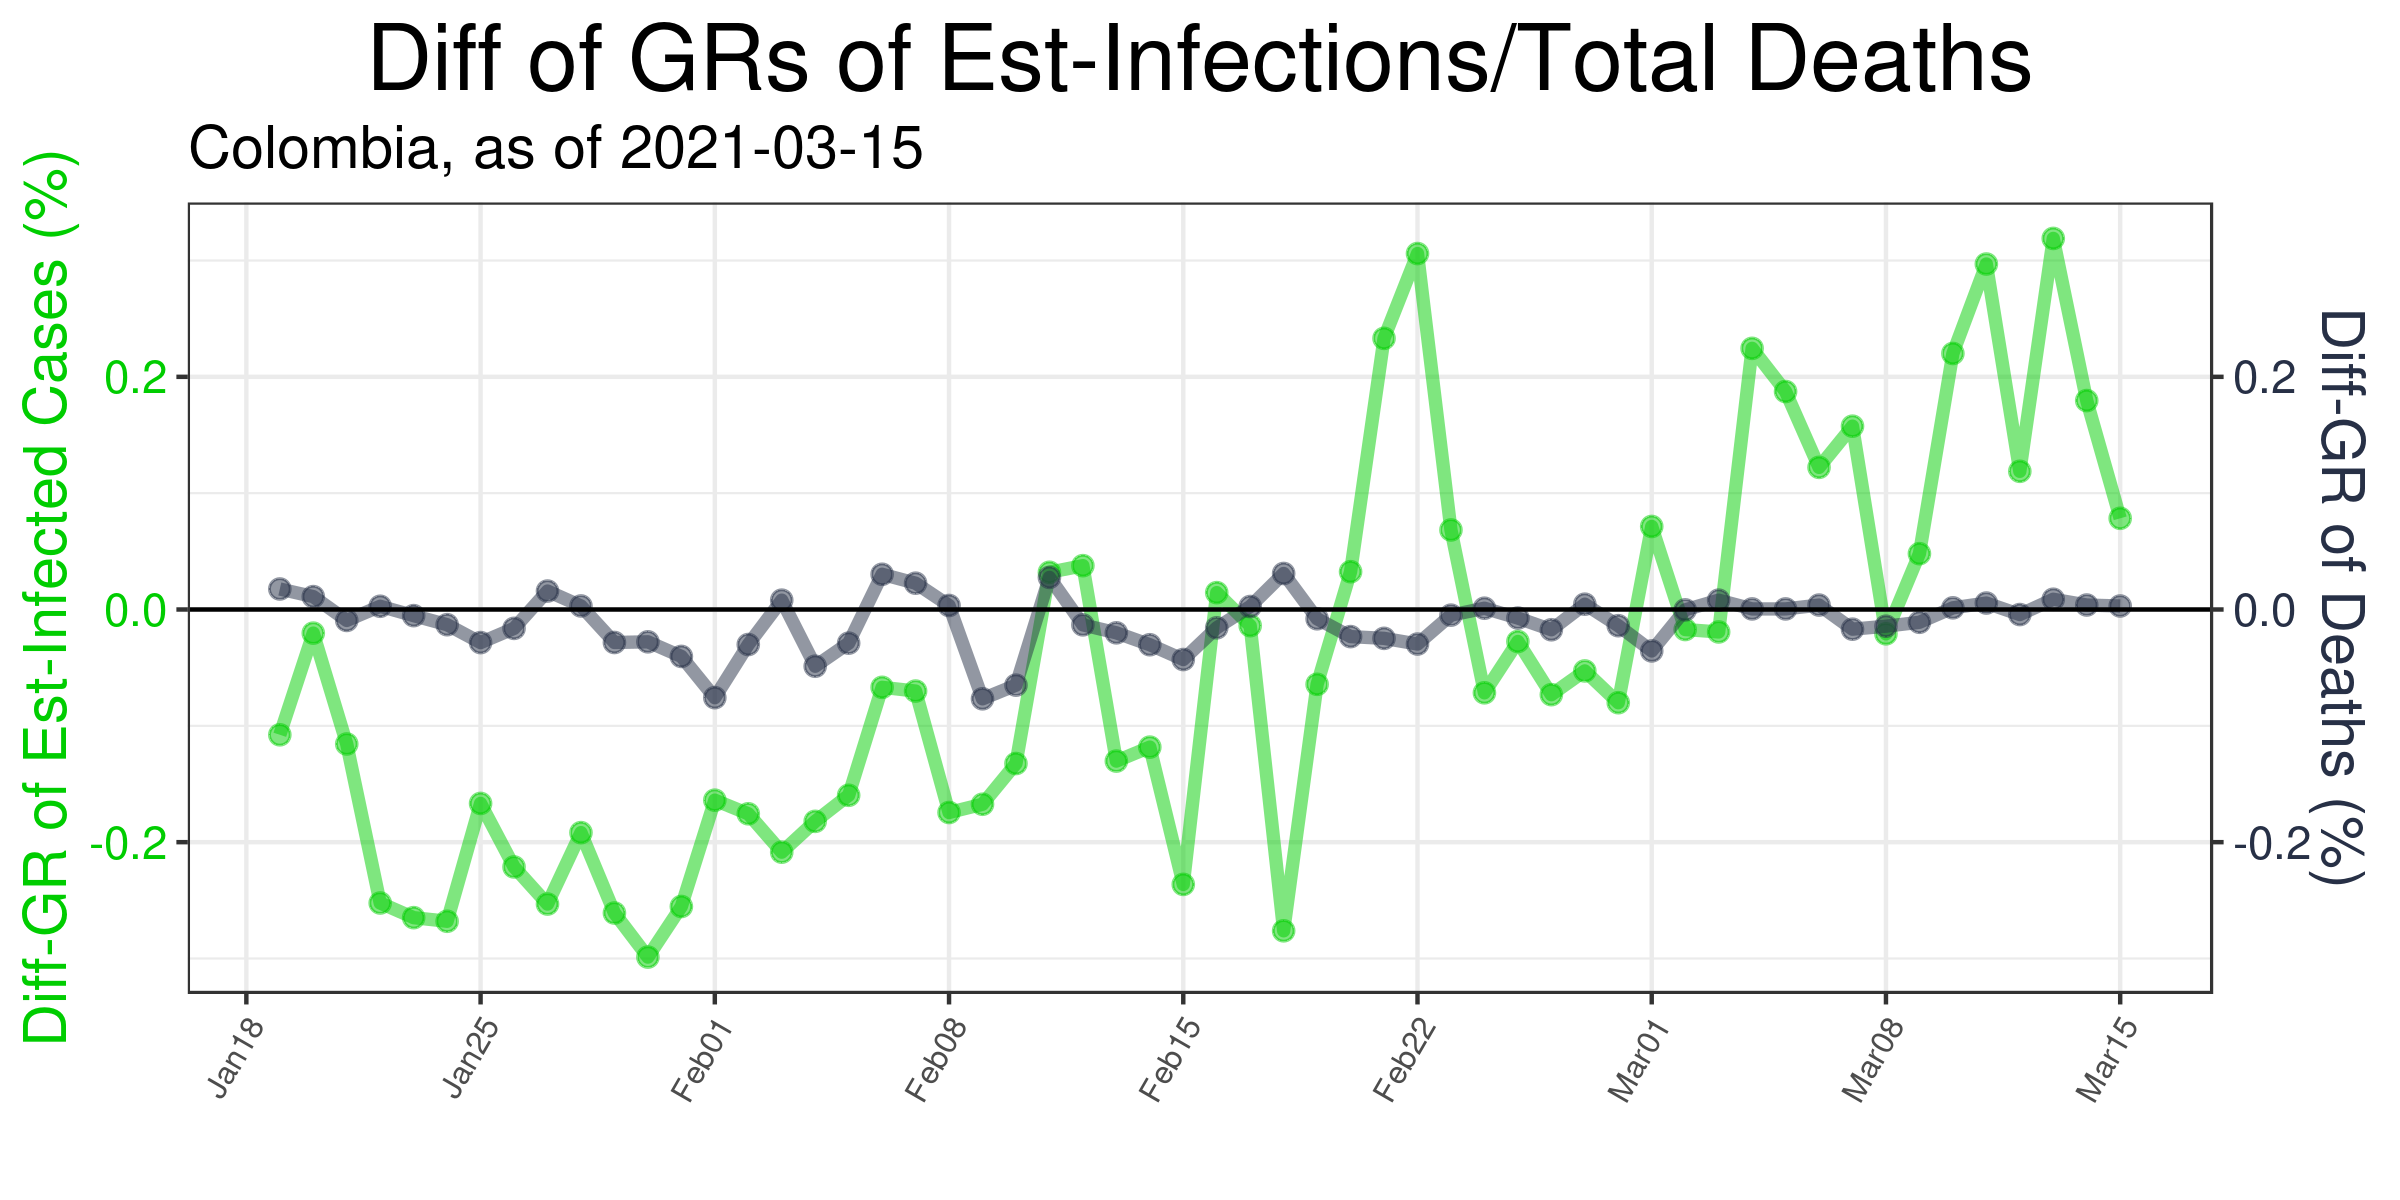 Diff of GRs of Est-Infections/Total Deaths
Colombia, as of 2021-03-15
Diff-GR of Est-Infected Cases (%)
0.2
0.0
-0.2
0.2
0.0
-0.2
Diff-GR of Deaths (%)
Jan18
Jan25
Feb01
Feb08
Feb15
Feb22
Mar01
Mar08
Mar15